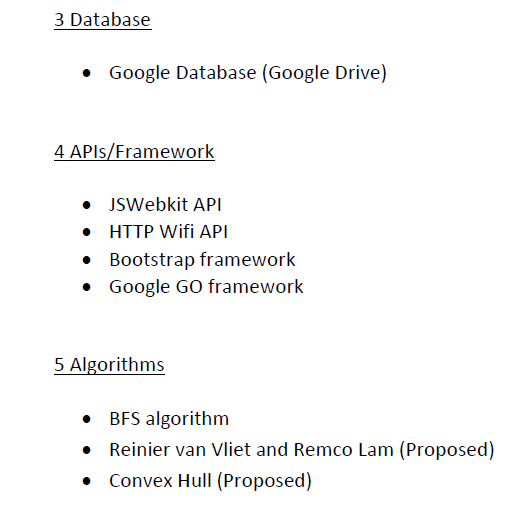 3 Database
• Google Database (Google Drive)
4 APIs/Framework
• JSWebkit API
• HTTP Wifi API
• Bootstrap framework
• Google GO framework
5 Algorithms
• BFS algorithm
• Reinier van Vliet and Remco Lam (Proposed)
• Convex Hull (Proposed)